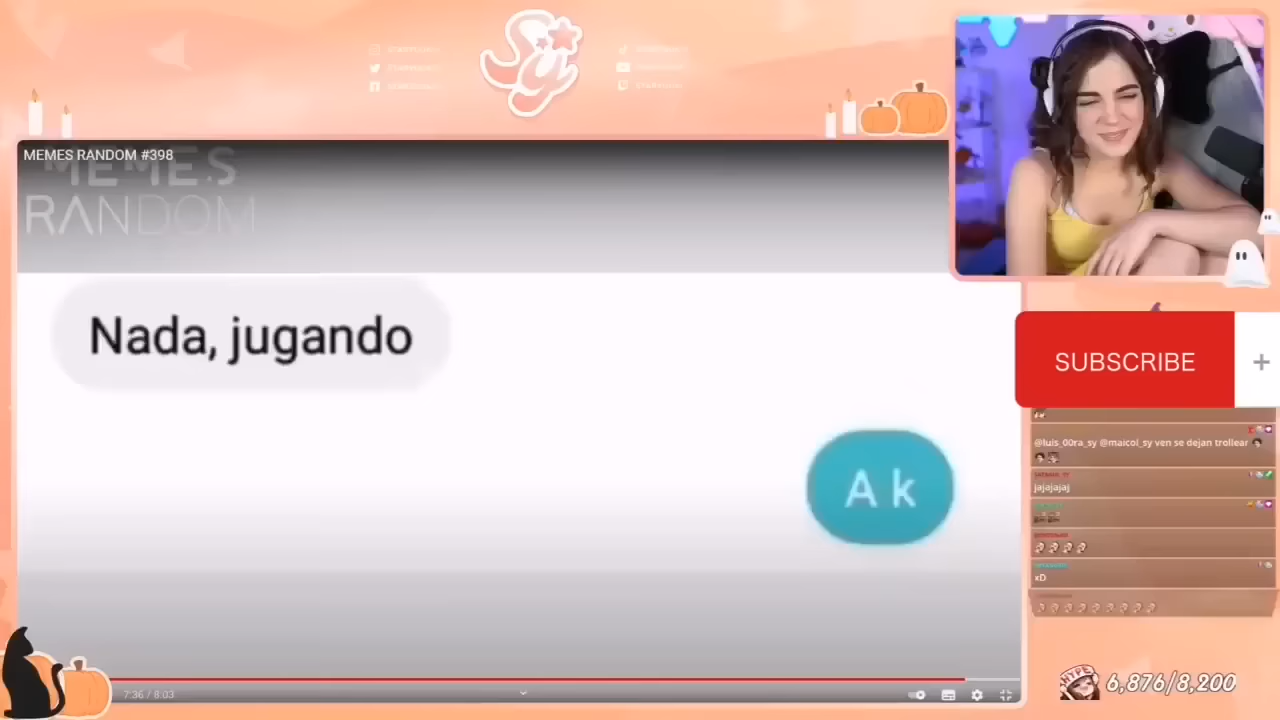 MEMES RANDOM #398
MEMES
RANDOM
Nada, jugando
A k
SUBSCRIBE
+
@luis_00ra_sy @maicol_sy ven se dejan trollear
jajajajaj
xD
7:36 / 8:03
HYPE
6,876/8,200